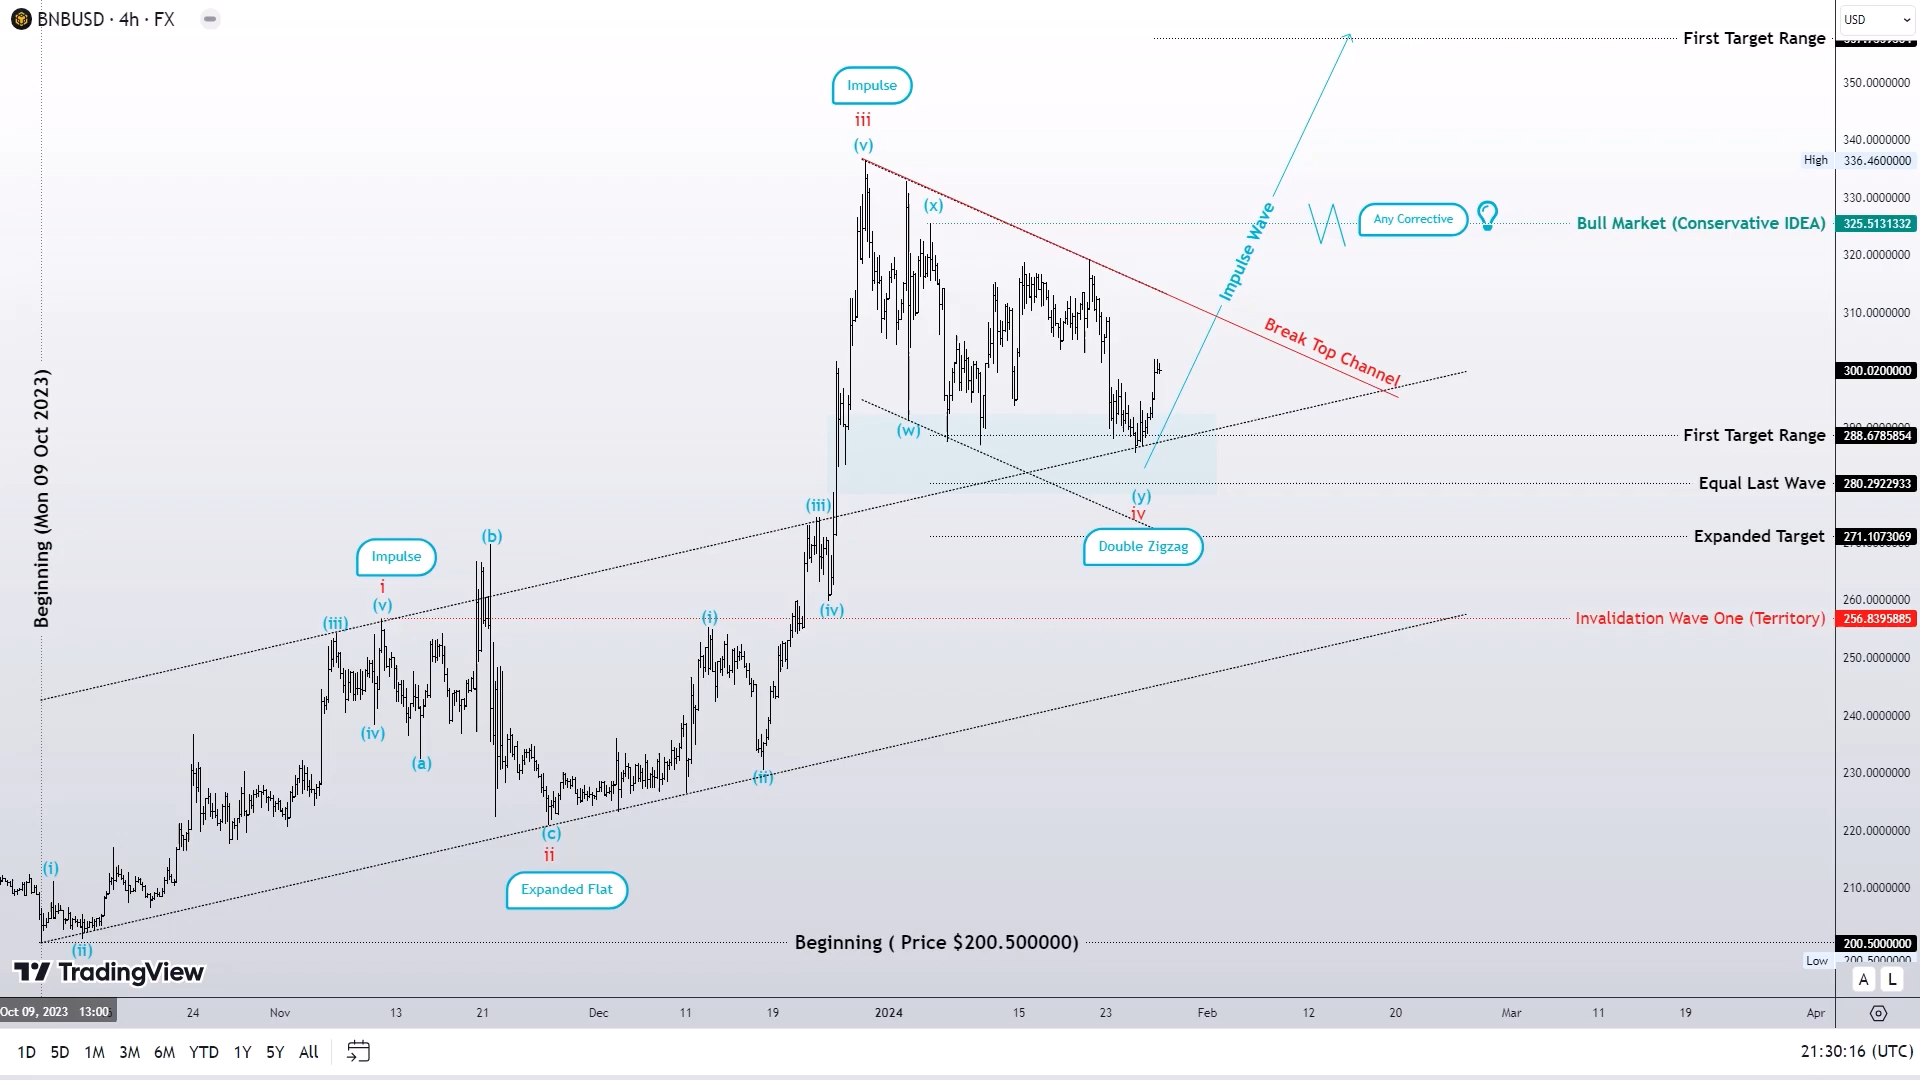 BNBUSD · 4h · FX
USD
First Target Range
350.0000000
Impulse
iii
(v)
340.0000000
High 336.4600000
330.0000000
(x)
Any Corrective
Bull Market (Conservative IDEA) 325.5131332
320.0000000
Impulse Wave
310.0000000
Break Top Channel
300.0200000
Beginning (Mon 09 Oct 2023)
(w)
First Target Range 288.6785854
Equal Last Wave 280.2922933
(y)
iv
(iii)
Expanded Target 271.1073069
Double Zigzag
(b)
Impulse
i
(v)
260.0000000
(iv)
(i)
(iii)
Invalidation Wave One (Territory) 256.8395885
250.0000000
240.0000000
(iv)
(a)
230.0000000
(ii)
220.0000000
(c)
ii
(i)
Expanded Flat
210.0000000
Beginning ( Price $200.500000) 200.5000000
(ii)
Low 200.5000000
TradingView
A L
Oct 09, 2023 13:00 24 Nov 13 21 Dec 11 19 2024 15 23 Feb 12 20 Mar 11 19 Apr
1D 5D 1M 3M 6M YTD 1Y 5Y All
21:30:16 (UTC)